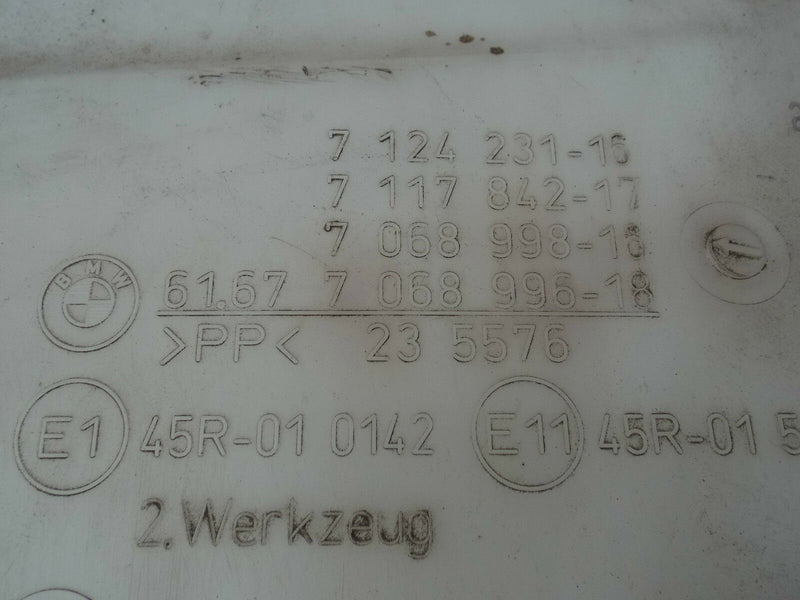 7 124 231-16
7 117 842-17
7 068 998-18
BMW
61.67 7 068 996-18
>PP< 23 5576
E1 45R-01 0142 E11 45R-01 5
2.Werkzeug